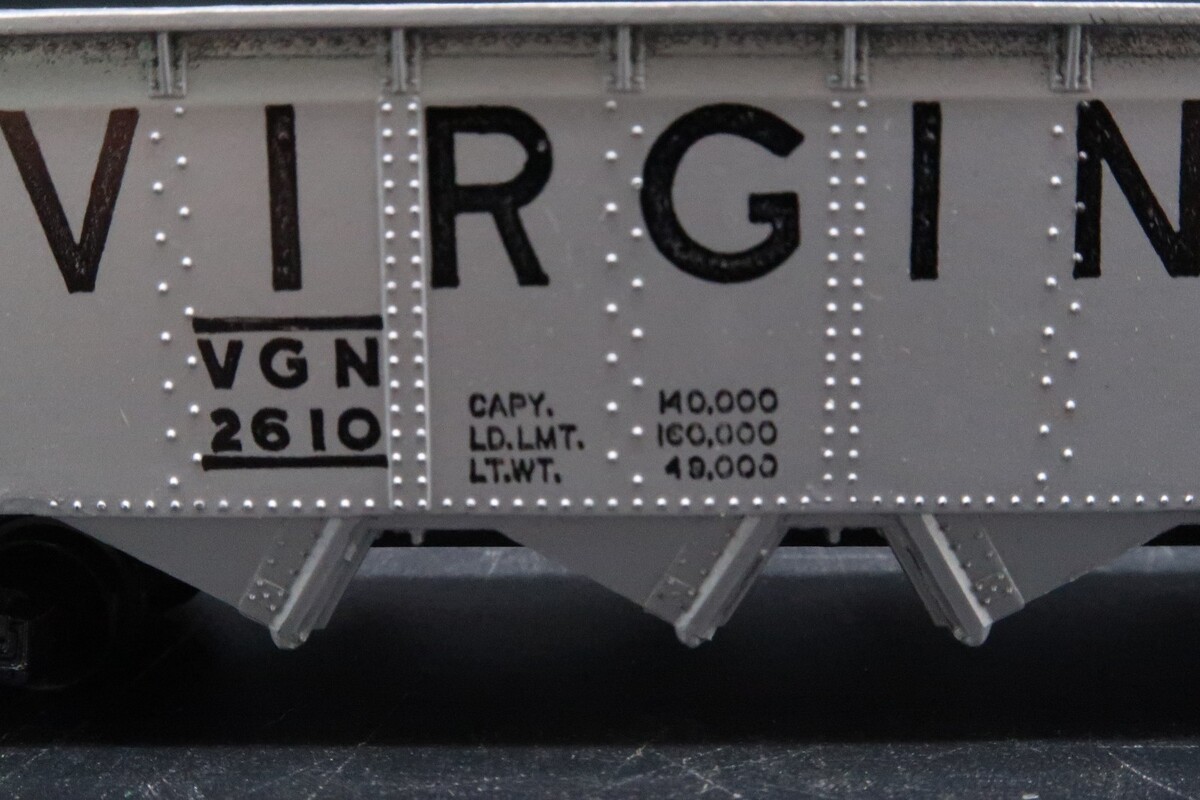 VIRGIN
VGN
2610
CAPY. 140,000
LD.LMT. 160,000
LT.WT. 49,000